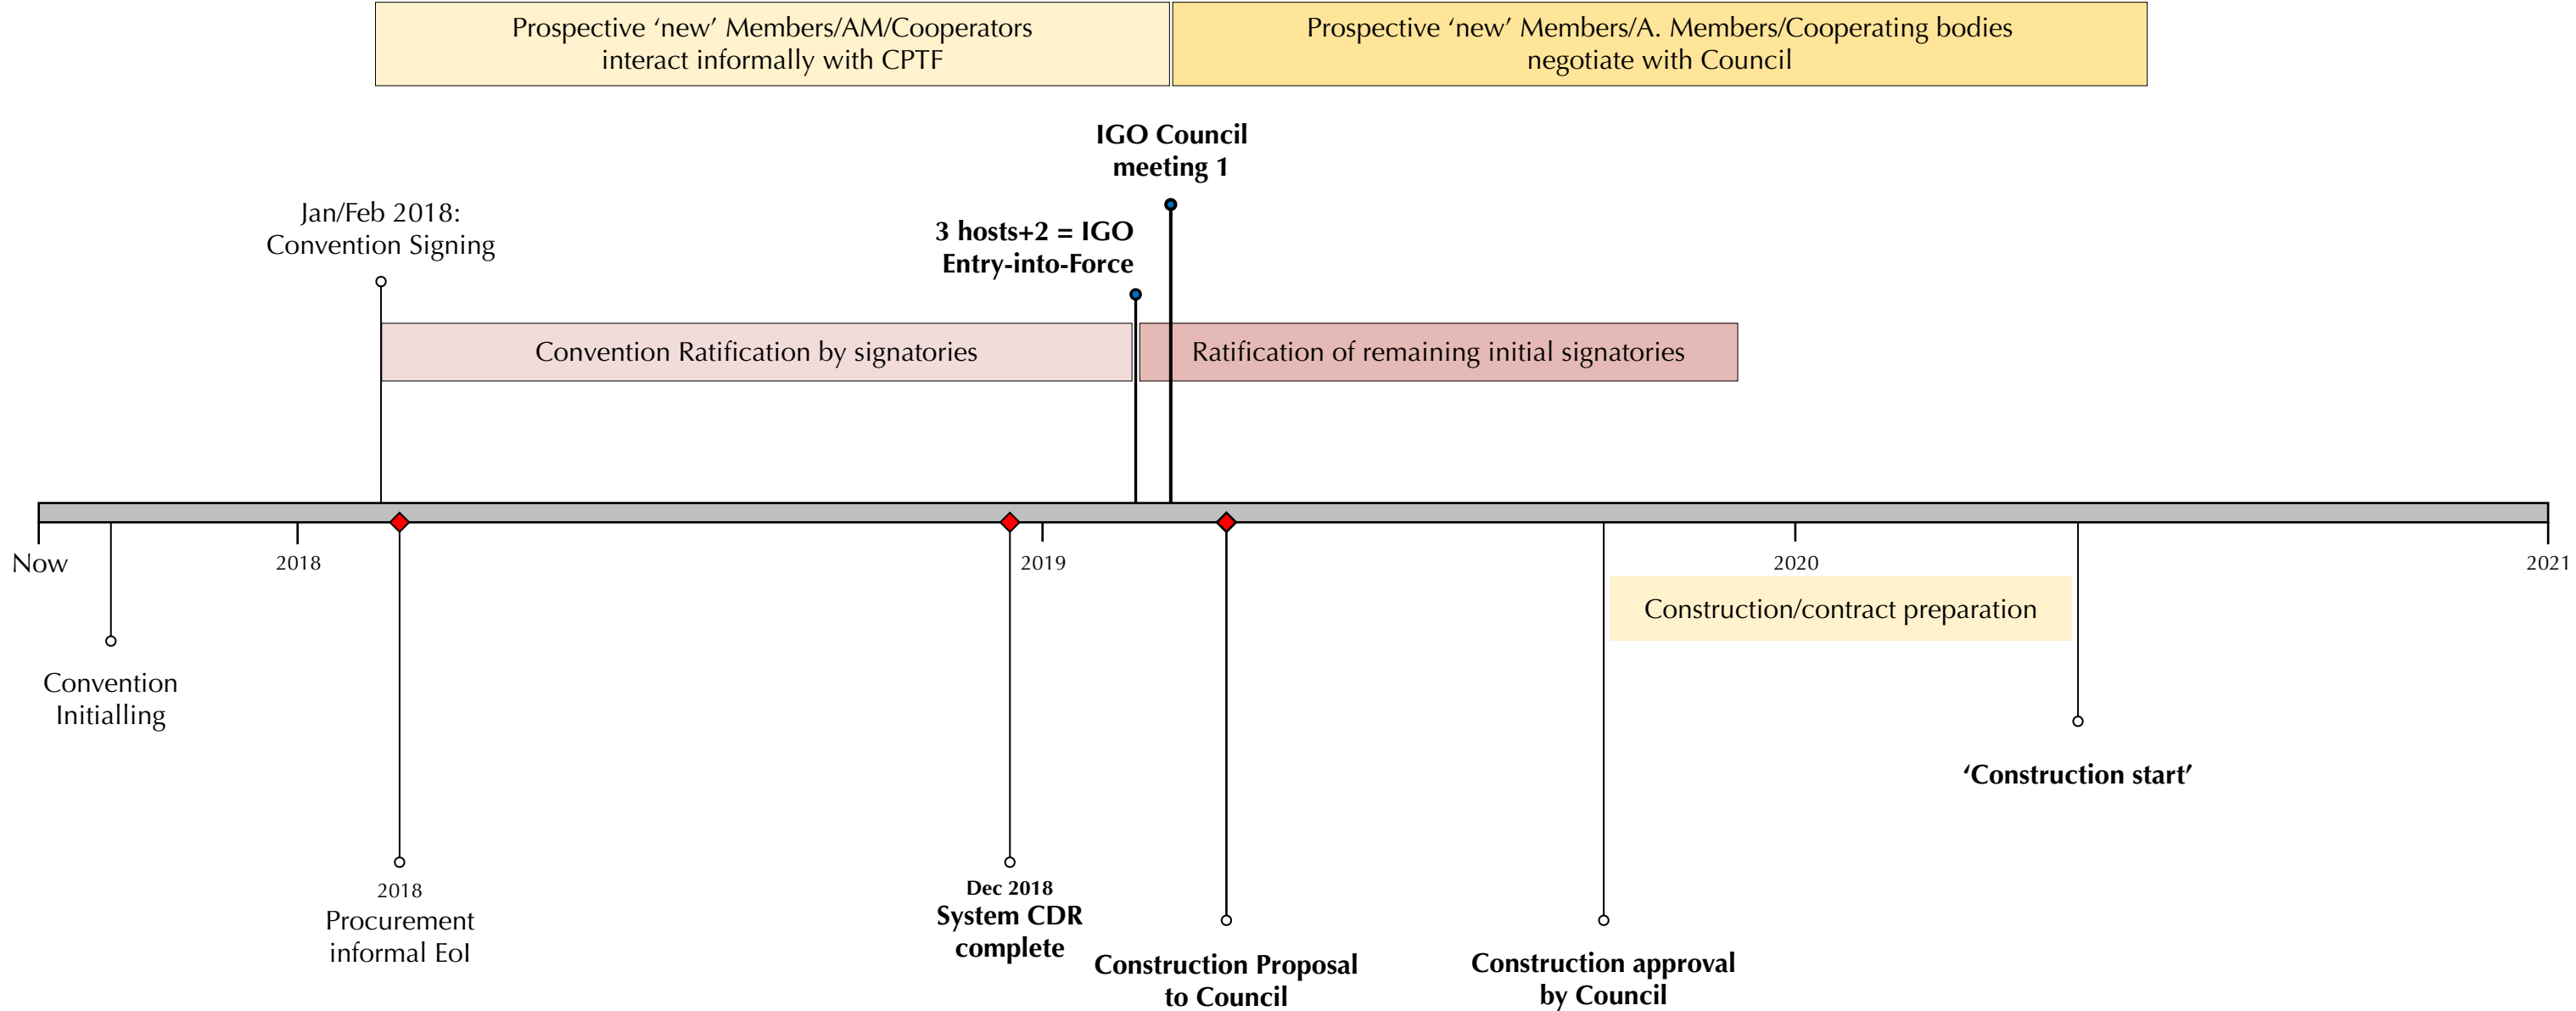 Prospective ‘new’ Members/AM/Cooperators
interact informally with CPTF
Prospective ‘new’ Members/A. Members/Cooperating bodies
negotiate with Council
IGO Council
meeting 1
Jan/Feb 2018:
Convention Signing
3 hosts+2 = IGO
Entry-into-Force
Convention Ratification by signatories
Ratification of remaining initial signatories
Now
2018
2019
2020
2021
Construction/contract preparation
Convention
Initialling
‘Construction start’
2018
Procurement
informal EoI
Dec 2018
System CDR
complete
Construction Proposal
to Council
Construction approval
by Council